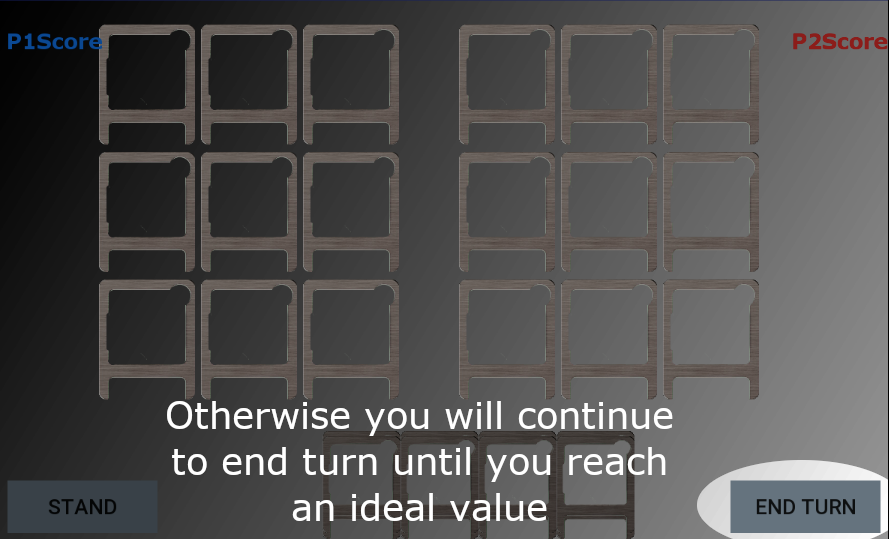 P1Score
P2Score
Otherwise you will continue
to end turn until you reach
an ideal value
STAND
END TURN